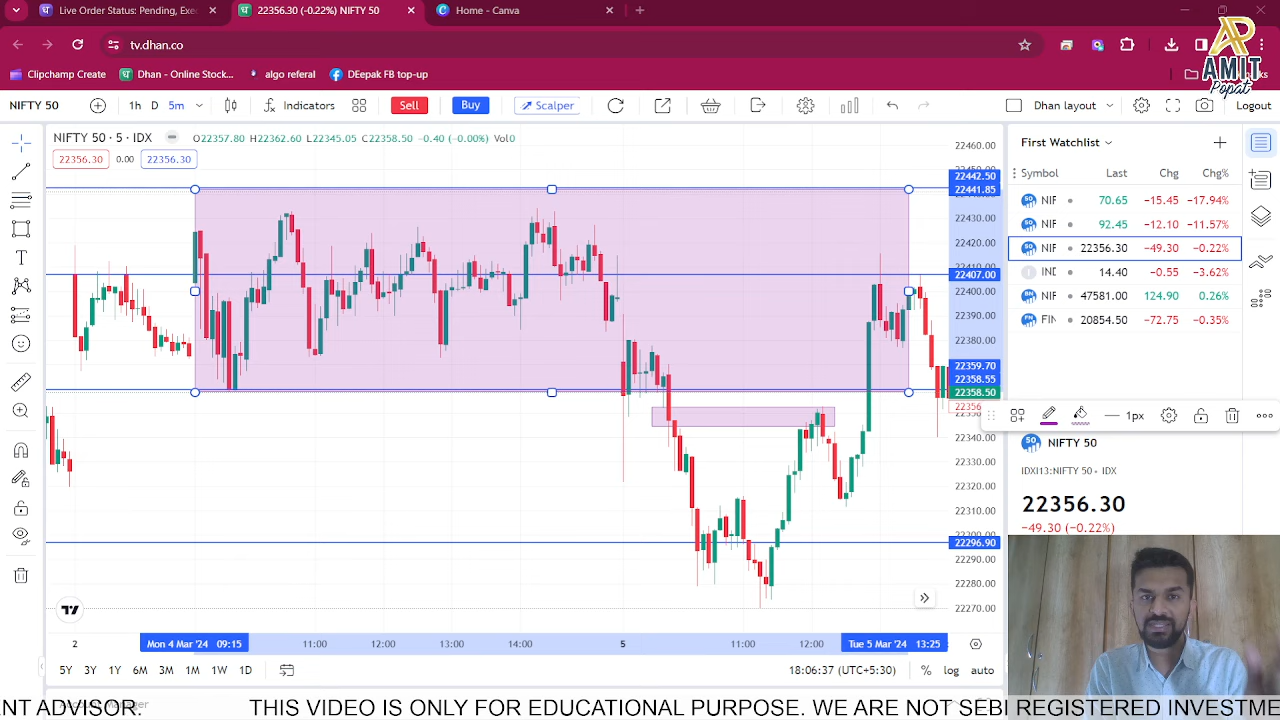 Live Order Status: Pending, Exe
22356.30 (-0.22%) NIFTY 50
Home - Canva
tv.dhan.co
Clipchamp Create
Dhan - Online Stock...
algo referal
DEepak FB top-up
AP
AMIT
Popat
NIFTY 50
1h D 5m
Indicators
Sell
Buy
Scalper
Dhan layout
Logout
NIFTY 50 · 5 · IDX
O22357.80 H22362.60 L22345.05 C22358.50 −0.40 (−0.00%) Vol0
22356.30 0.00 22356.30
22460.00
22442.50
22441.85
22430.00
22420.00
22407.00
22400.00
22390.00
22380.00
22359.70
22358.55
22358.50
22340.00
22330.00
22320.00
22310.00
22290.00
22296.90
22280.00
22270.00
First Watchlist
Symbol Last Chg Chg%
NIF 70.65 −15.45 −17.94%
NIF 92.45 −12.10 −11.57%
NIF 22356.30 −49.30 −0.22%
IND 14.40 −0.55 −3.62%
NIF 47581.00 124.90 0.26%
FIN 20854.50 −72.75 −0.35%
1px
NIFTY 50
IDXI13:NIFTY 50 • IDX
22356.30
−49.30 (−0.22%)
2 Mon 4 Mar '24 09:15 11:00 12:00 13:00 14:00 5 11:00 12:00 Tue 5 Mar '24 13:25
5Y 3Y 1Y 6M 3M 1M 1W 1D
18:06:37 (UTC+5:30) % log auto
NT ADVISOR. THIS VIDEO IS ONLY FOR EDUCATIONAL PURPOSE. WE ARE NOT SEBI REGISTERED INVESTME